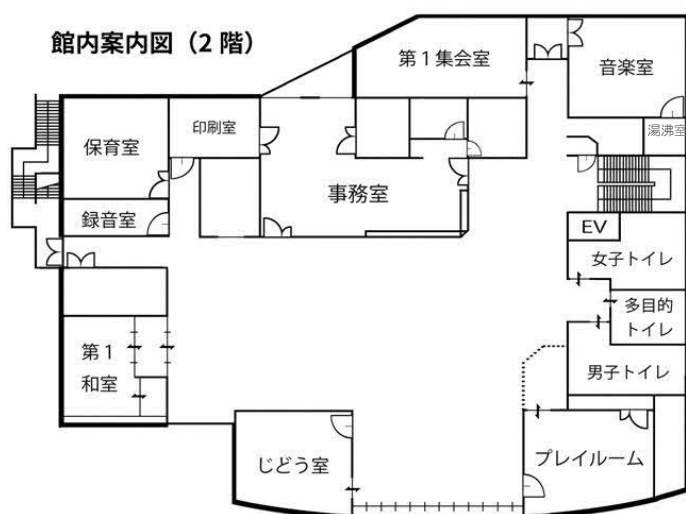 館内案内図（2 階）
第１集会室
音楽室
湯沸室
印刷室
保育室
事務室
録音室
EV
女子トイレ
多目的
トイレ
第１
和室
男子トイレ
じどう室
プレイルーム